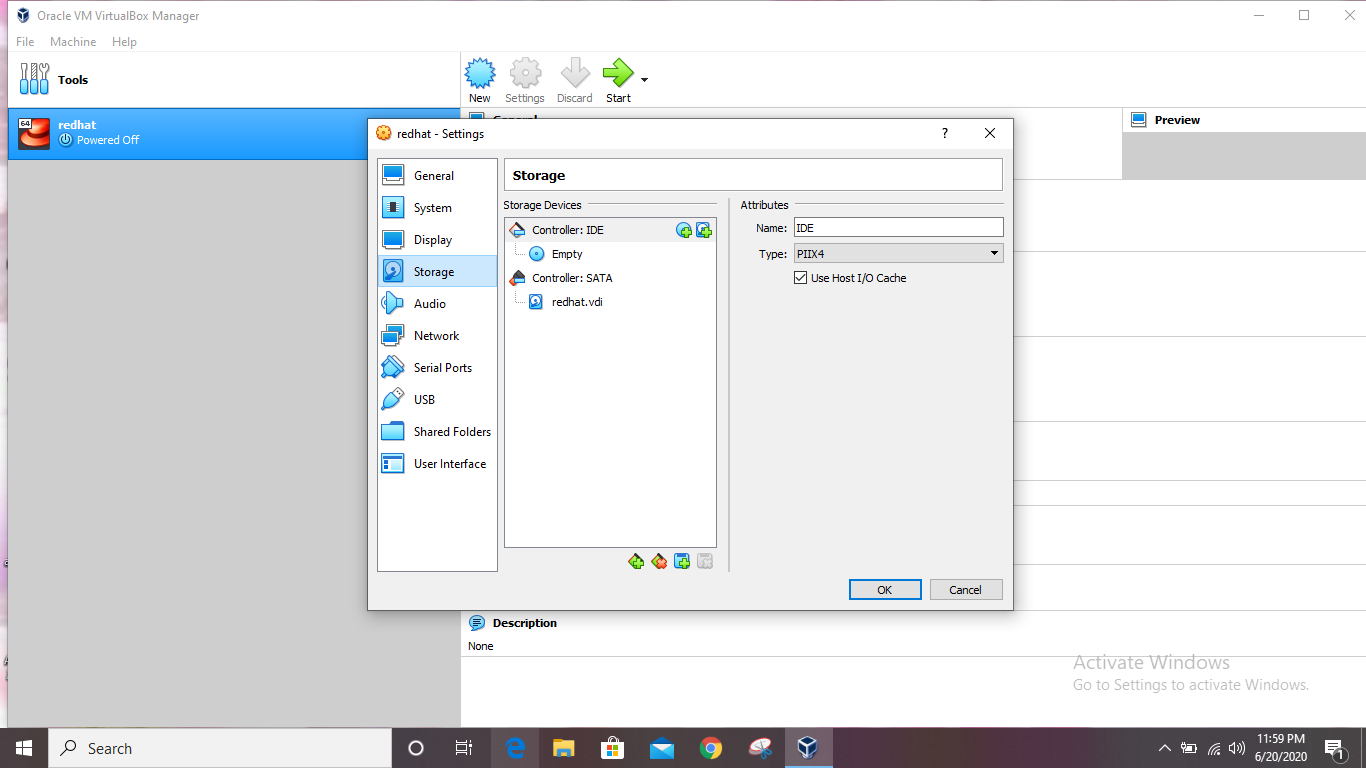 Oracle VM VirtualBox Manager
File Machine Help
Tools
New Settings Discard Start
64
redhat
Powered Off
General
Preview
redhat - Settings
?
General
System
Display
Storage
Audio
Network
Serial Ports
USB
Shared Folders
User Interface
Storage
Storage Devices
Controller: IDE
Empty
Controller: SATA
redhat.vdi
Attributes
Name: IDE
Type: PIIX4
Use Host I/O Cache
OK Cancel
Description
None
Activate Windows
Go to Settings to activate Windows.
Search
11:59 PM
6/20/2020
1